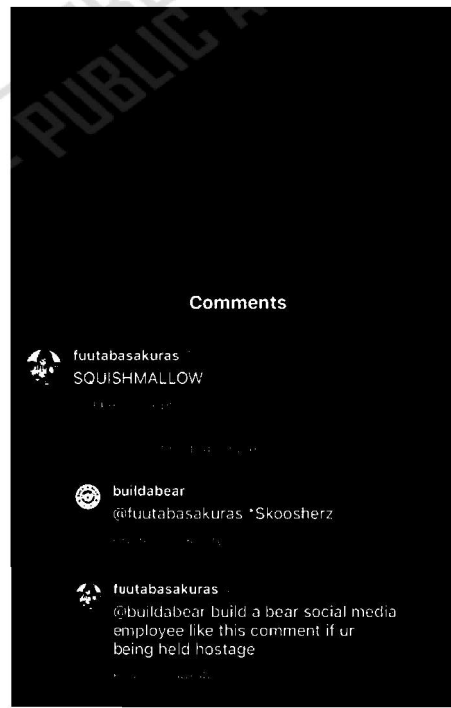 PUBLIC
Comments
fuutabasakuras
SQUISHMALLOW
buildabear
@fuutabasakuras *Skoosherz
fuutabasakuras
@buildabear build a bear social media
employee like this comment if ur
being held hostage